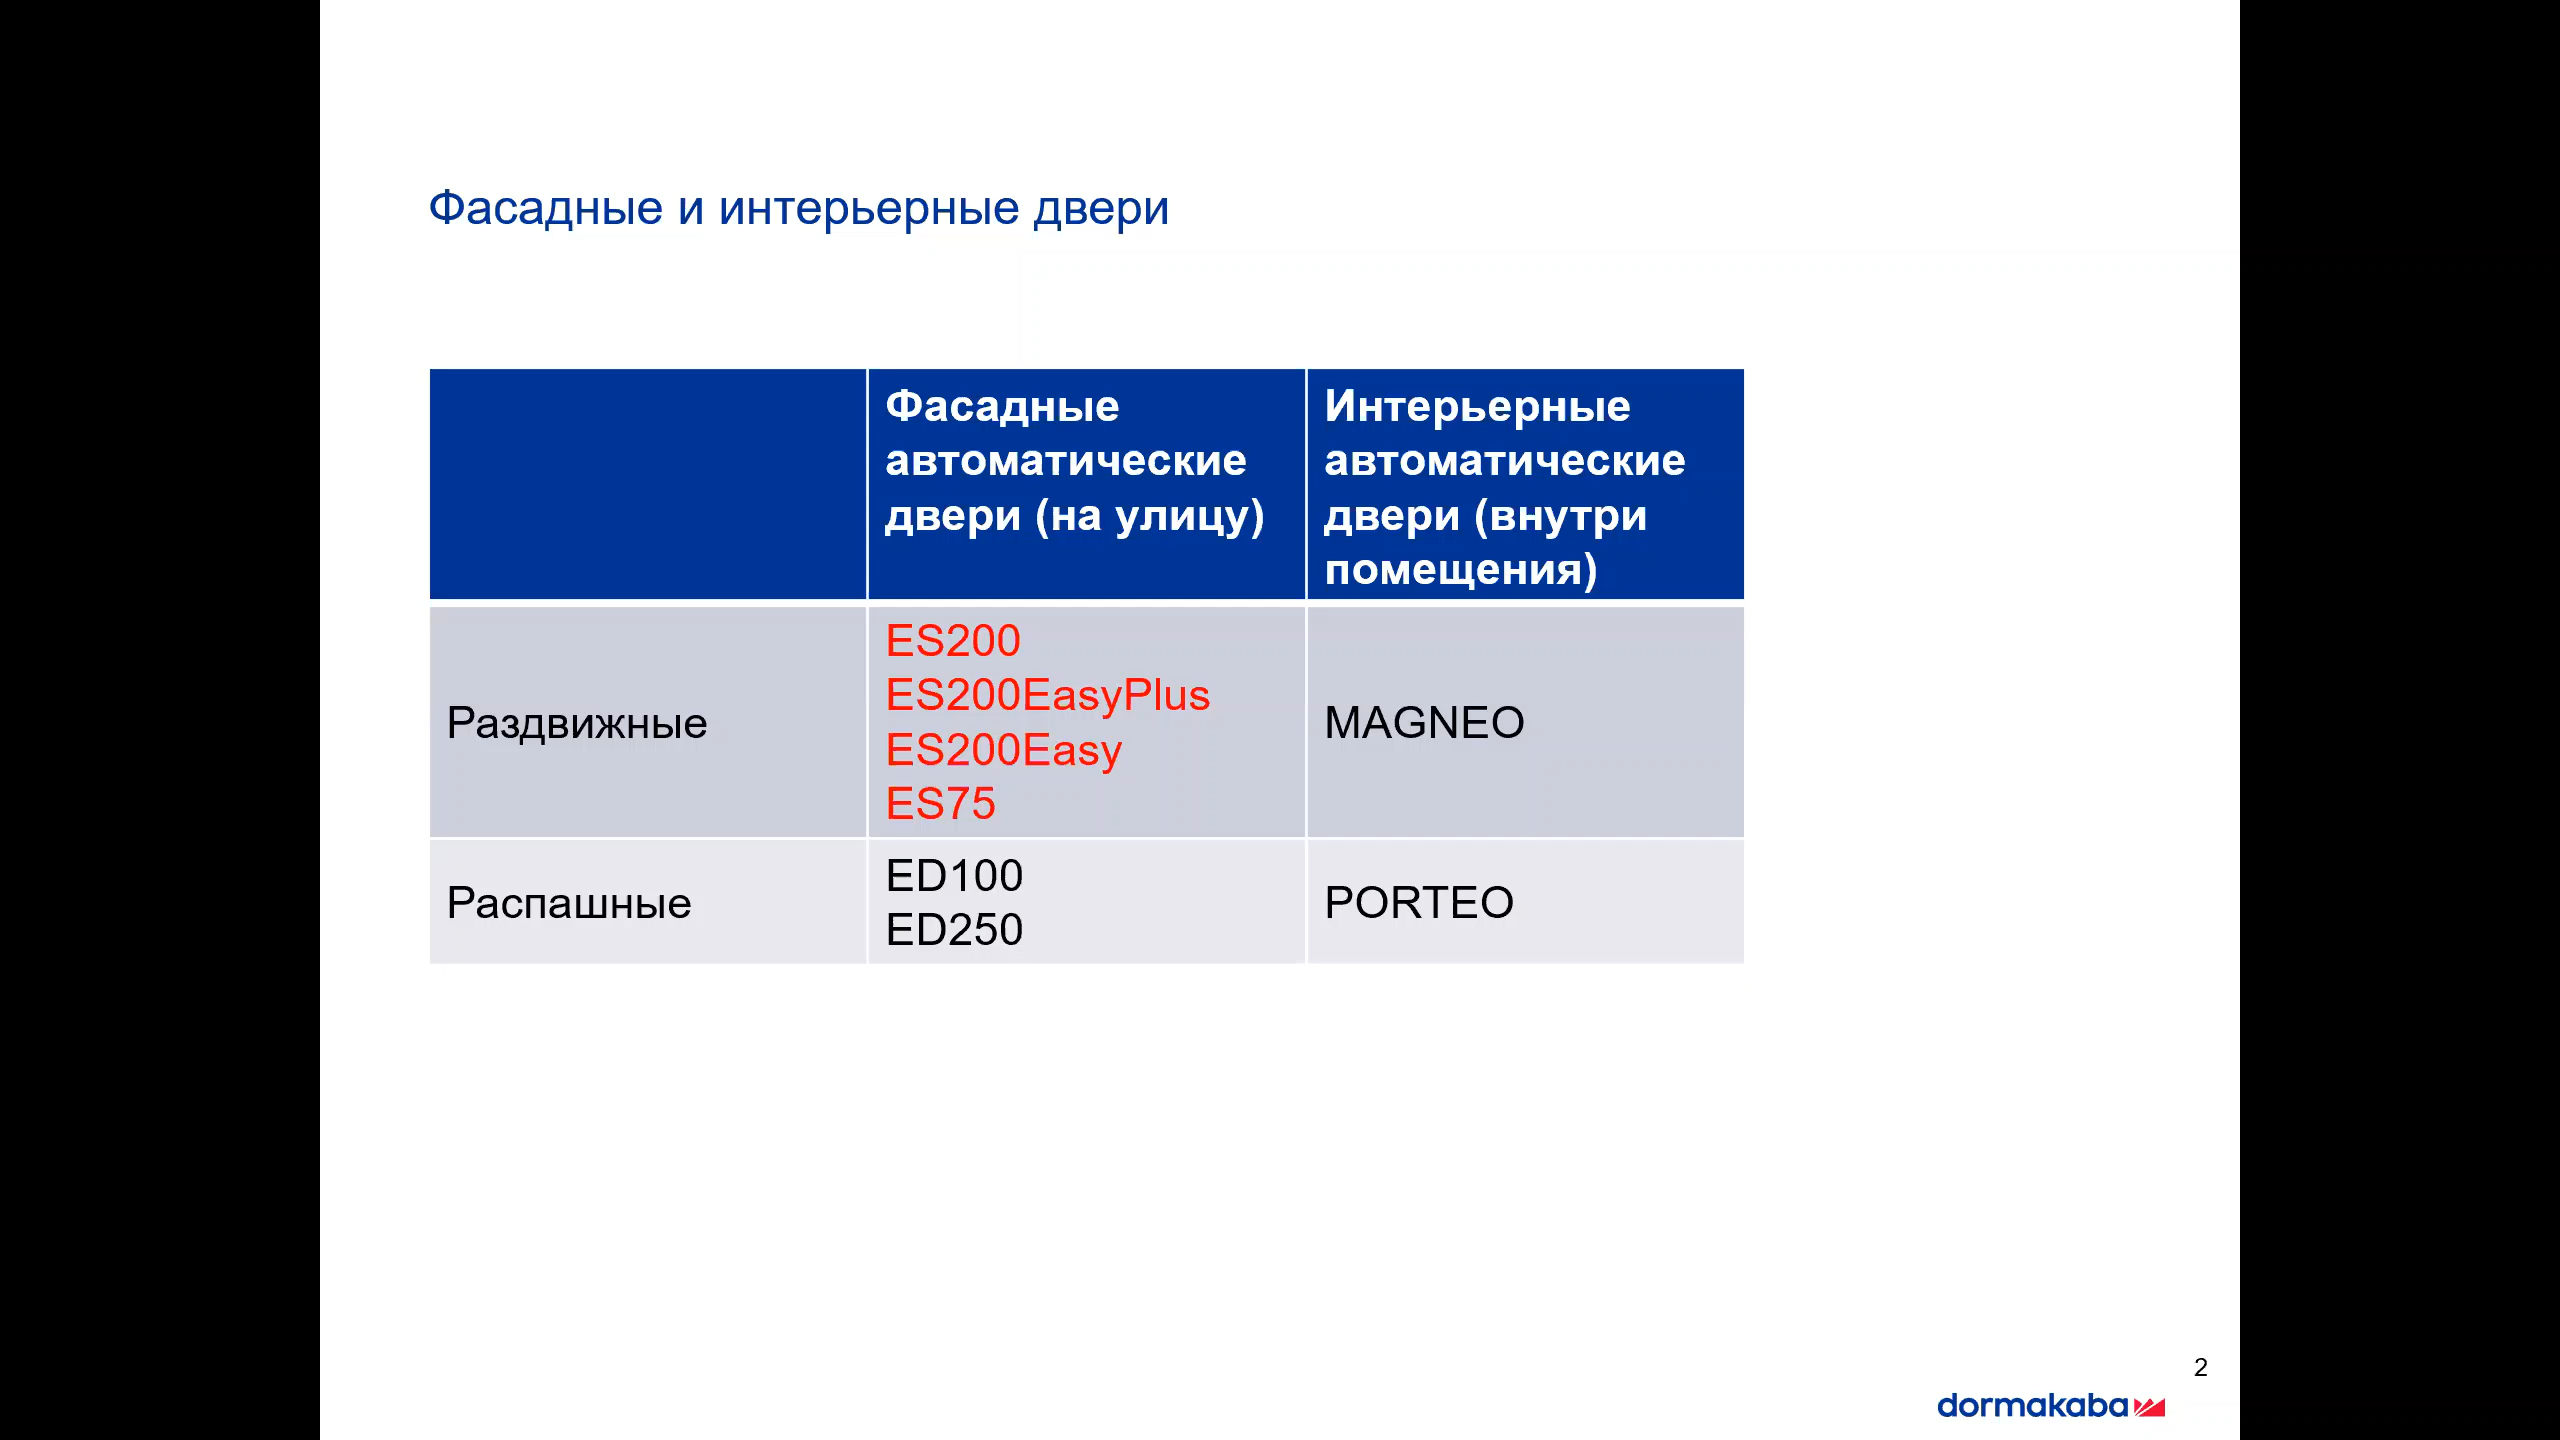 Фасадные и интерьерные двери
Фасадные
автоматические
двери (на улицу)
Интерьерные
автоматические
двери (внутри
помещения)
Раздвижные
ES200
ES200EasyPlus
ES200Easy
ES75
MAGNEO
Распашные
ED100
ED250
PORTEO
2
dormakaba